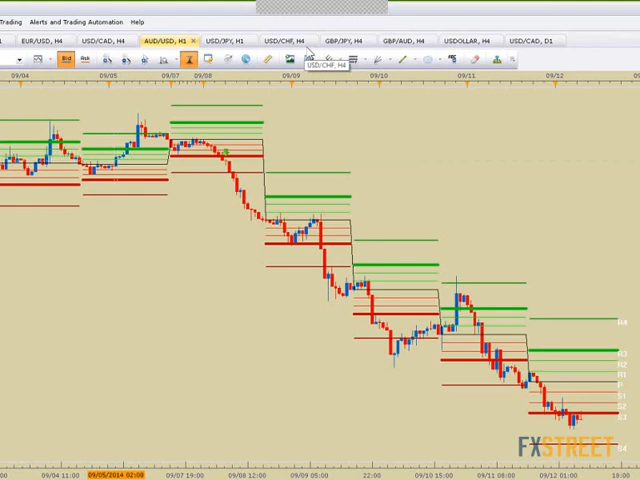 Trading Alerts and Trading Automation Help
EUR/USD, H4 USD/CAD, H4 AUD/USD, H1 × USD/JPY, H1 USD/CHF, H4 GBP/JPY, H4 GBP/AUD, H4 USDOLLAR, H4 USD/CAD, D1
Bid Ask ABC
USD/CHF, H4
09/04 09/05 09/07 09/08 09/09 09/10 09/11 09/12
R4
R3
R2
R1
P
S1
S2
S3
S4
FXSTREET
09/04 11:00 09/05/2014 02:00 09/07 19:00 09/08 12:00 09/09 05:00 22:00 09/10 15:00 09/11 08:00 09/12 01:00